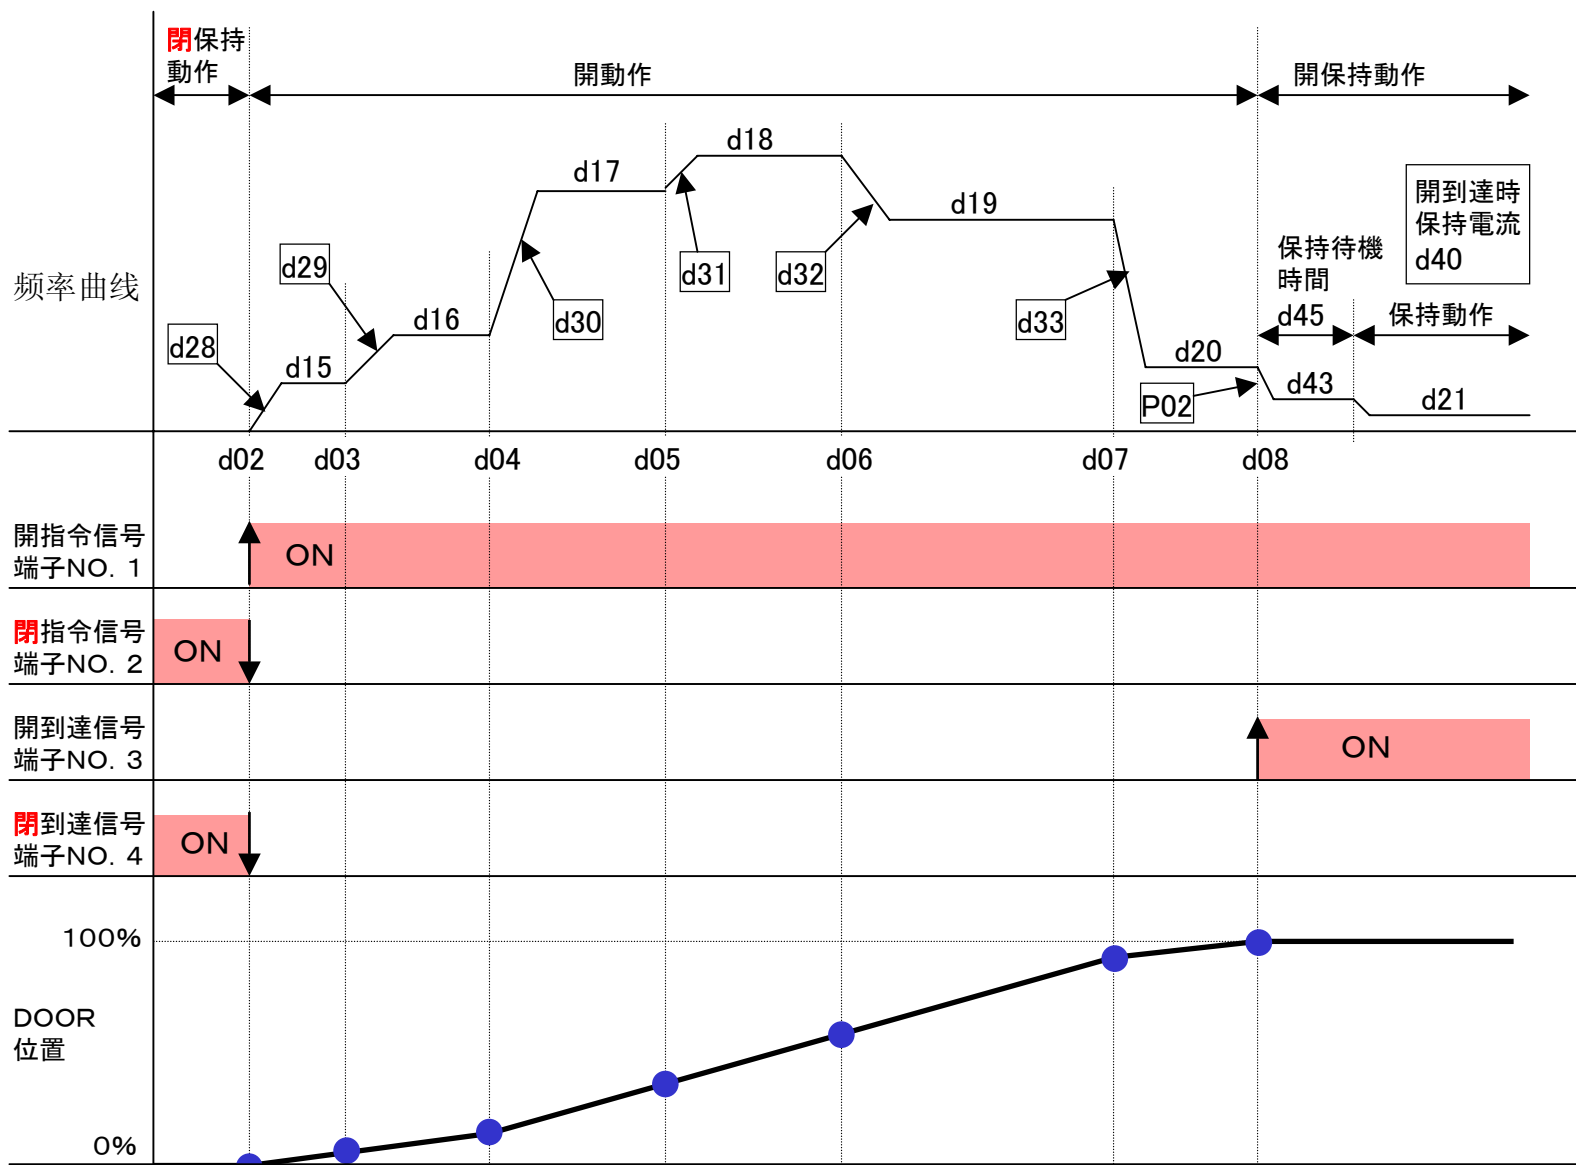 閉保持
動作
開動作
開保持動作
d18
d17
d19
開到達時
保持電流
d40
保持待機
時間
d45
保持動作
d29
d31
d32
频率曲线
d16
d30
d33
d28
d15
d20
d43
P02
d21
d02
d03
d04
d05
d06
d07
d08
開指令信号
端子NO. 1
ON
閉指令信号
端子NO. 2
ON
開到達信号
端子NO. 3
ON
閉到達信号
端子NO. 4
ON
100%
DOOR
位置
0%